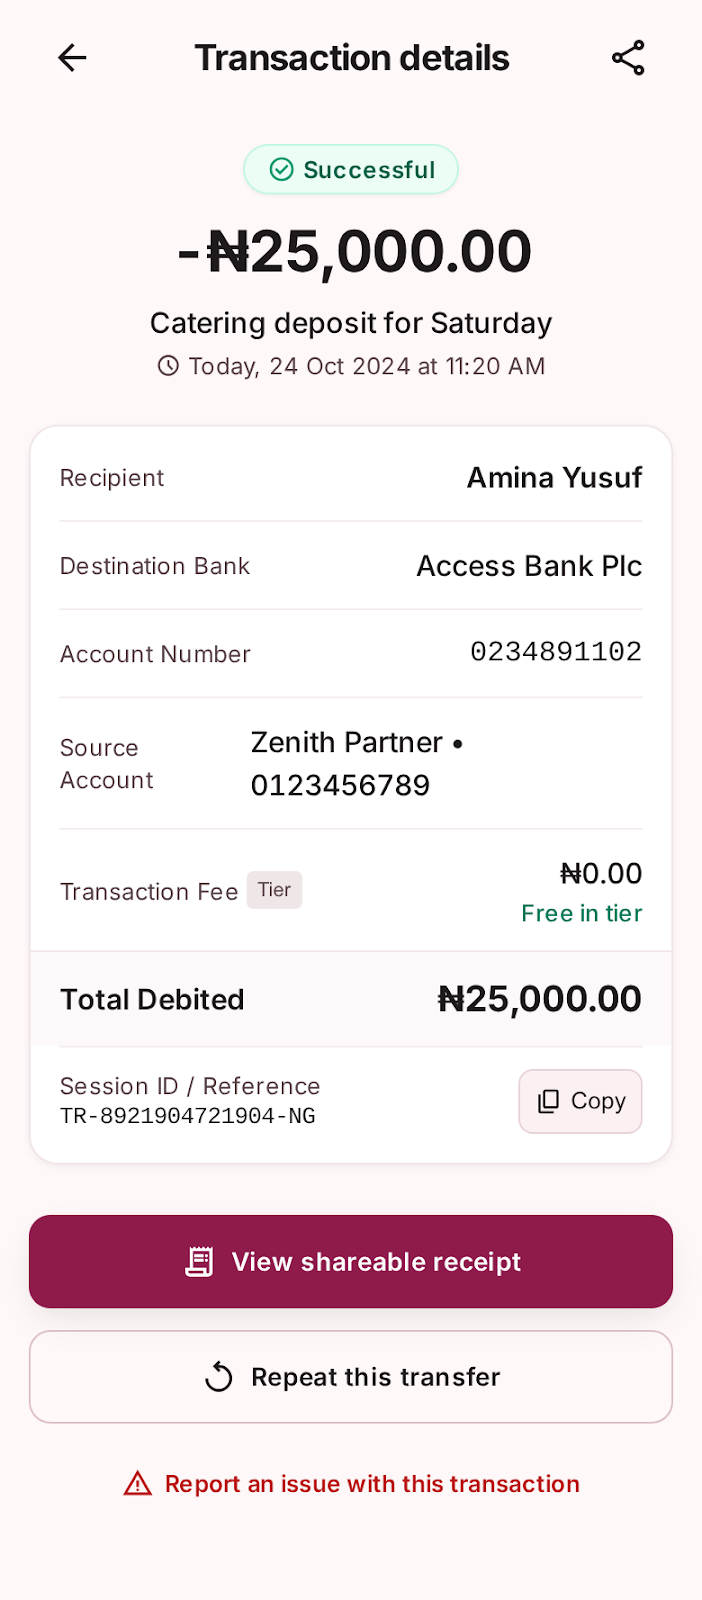 Transaction details
Successful
-₦25,000.00
Catering deposit for Saturday
Today, 24 Oct 2024 at 11:20 AM
Recipient
Amina Yusuf
Destination Bank
Access Bank Plc
Account Number
0234891102
Source
Account
Zenith Partner •
0123456789
Transaction Fee
Tier
₦0.00
Free in tier
Total Debited
₦25,000.00
Session ID / Reference
TR-8921904721904-NG
Copy
View shareable receipt
Repeat this transfer
Report an issue with this transaction